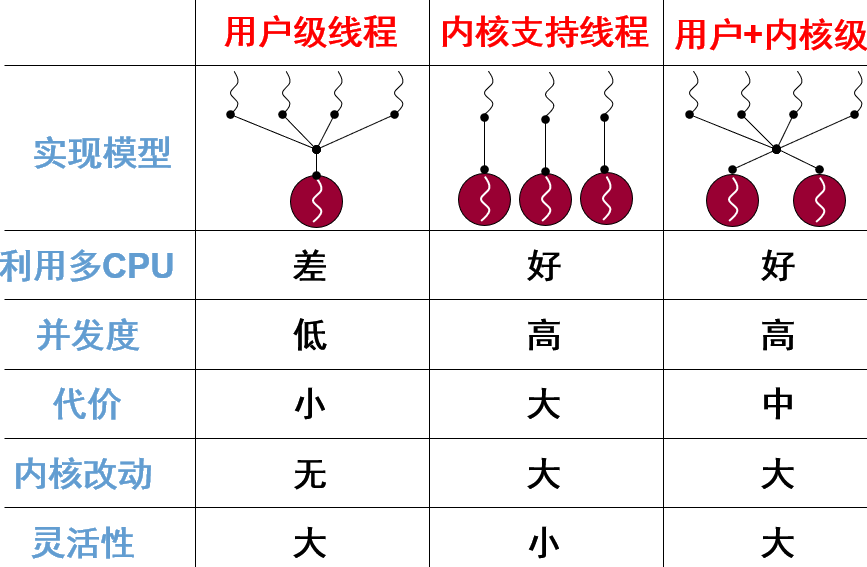 用户级线程 内核支持线程 用户+内核级
实现模型
利用多CPU 差 好 好
并发度 低 高 高
代价 小 大 中
内核改动 无 大 大
灵活性 大 小 大